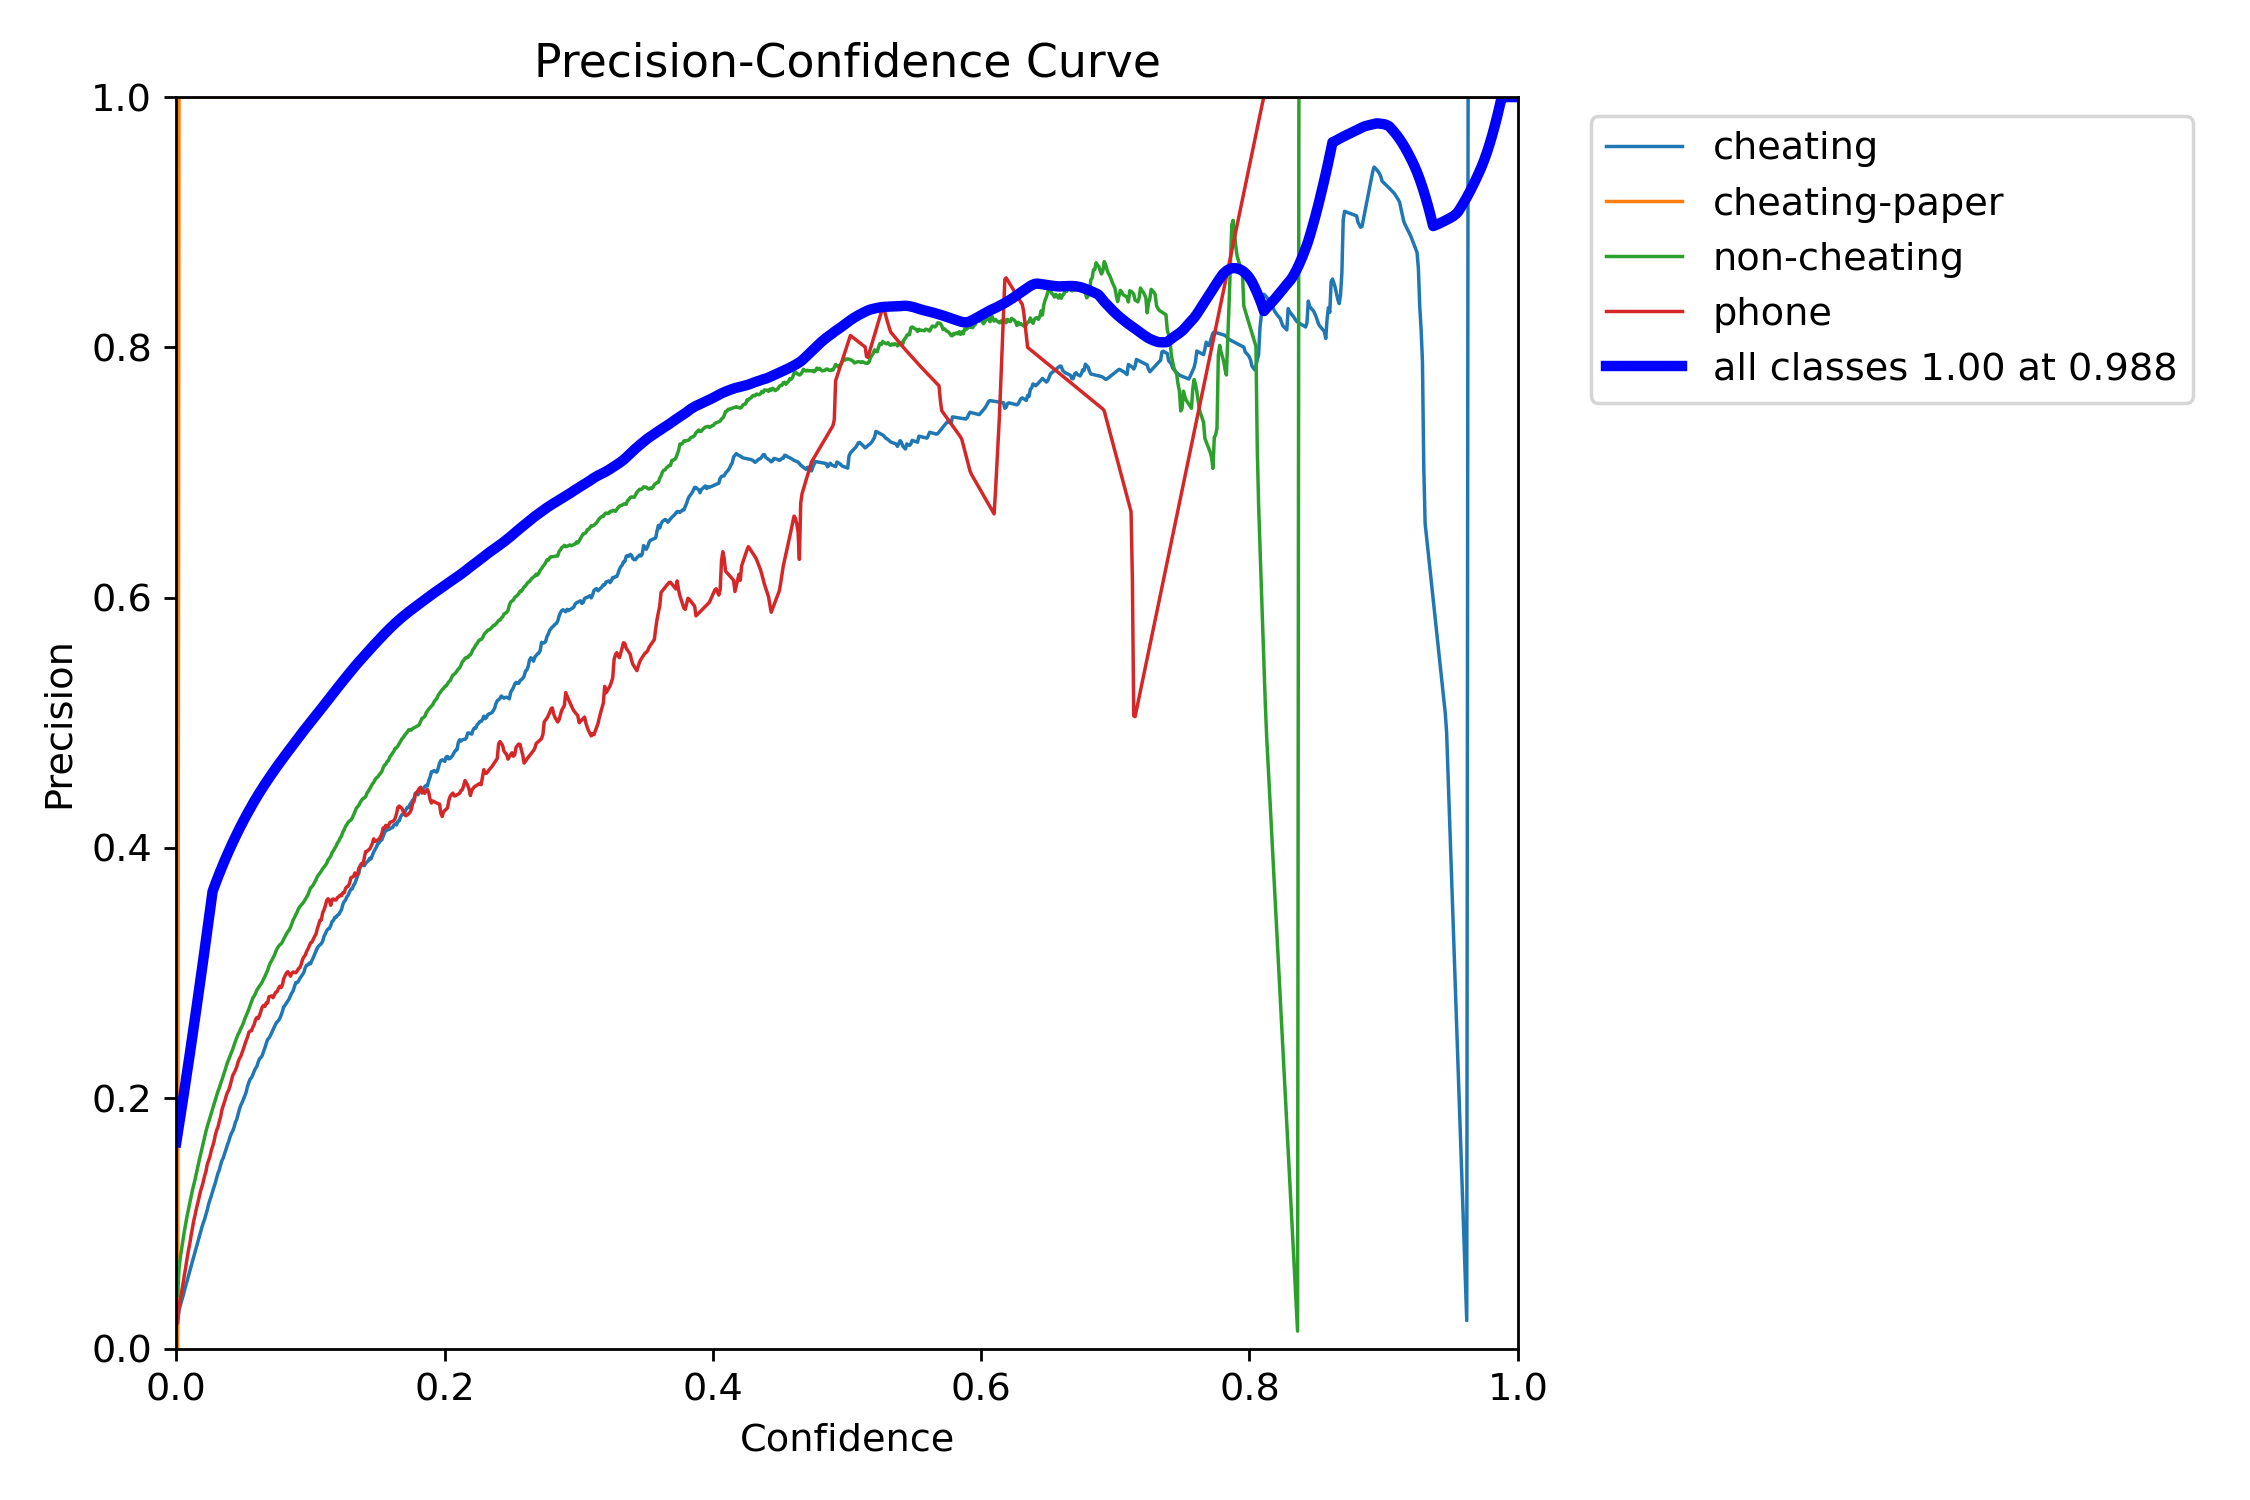 Precision-Confidence Curve
1.0
0.8
0.6
0.4
0.2
0.0
Precision
0.0 0.2 0.4 0.6 0.8 1.0
Confidence
cheating
cheating-paper
non-cheating
phone
all classes 1.00 at 0.988